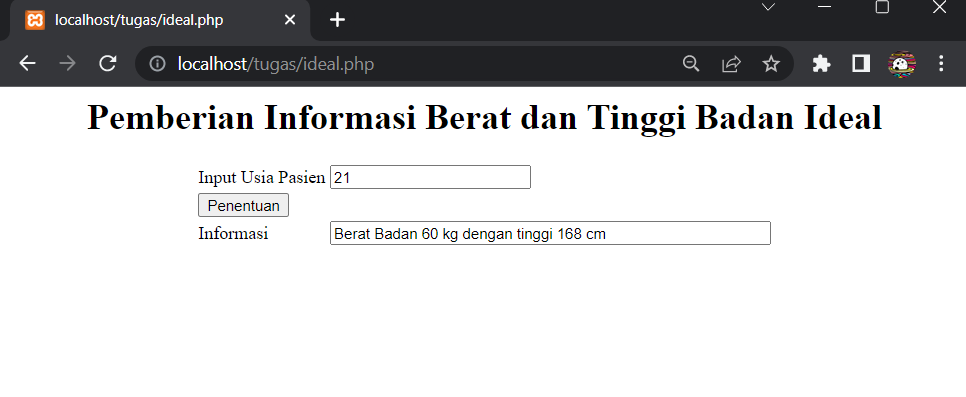 localhost/tugas/ideal.php
localhost/tugas/ideal.php
Pemberian Informasi Berat dan Tinggi Badan Ideal
Input Usia Pasien 21
Penentuan
Informasi Berat Badan 60 kg dengan tinggi 168 cm